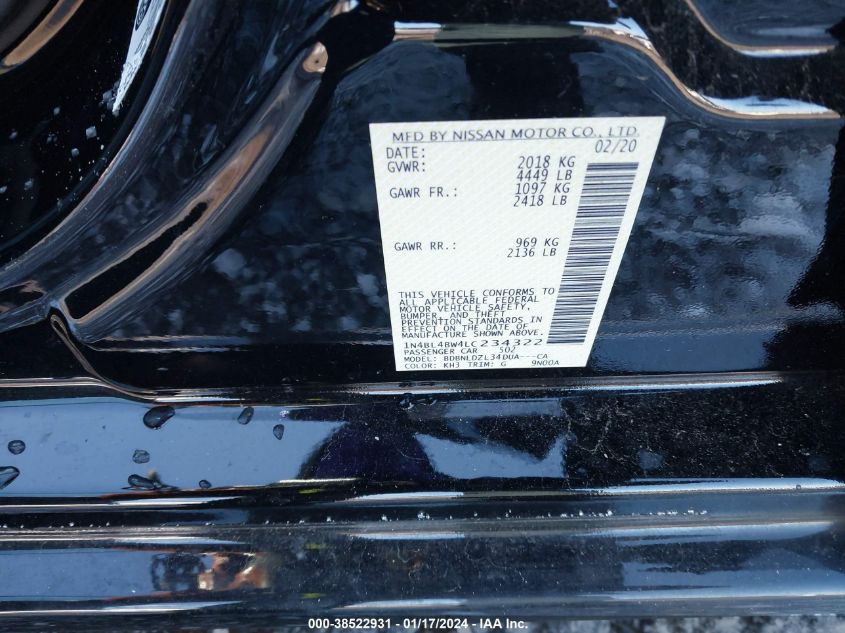 MFD BY NISSAN MOTOR CO., LTD.
DATE: 02/20
GVWR: 2018 KG
4449 LB
GAWR FR.: 1097 KG
2418 LB
GAWR RR.: 969 KG
2136 LB
THIS VEHICLE CONFORMS TO
ALL APPLICABLE FEDERAL
MOTOR VEHICLE SAFETY,
BUMPER, AND THEFT
PREVENTION STANDARDS IN
EFFECT ON THE DATE OF
MANUFACTURE SHOWN ABOVE.
1N4BL4BW4LC234322
PASSENGER CAR 502
MODEL: BDBNLDZL34DUA---CA
COLOR: KH3 TRIM: G 9N00A
000-38522931 - 01/17/2024 - IAA Inc.